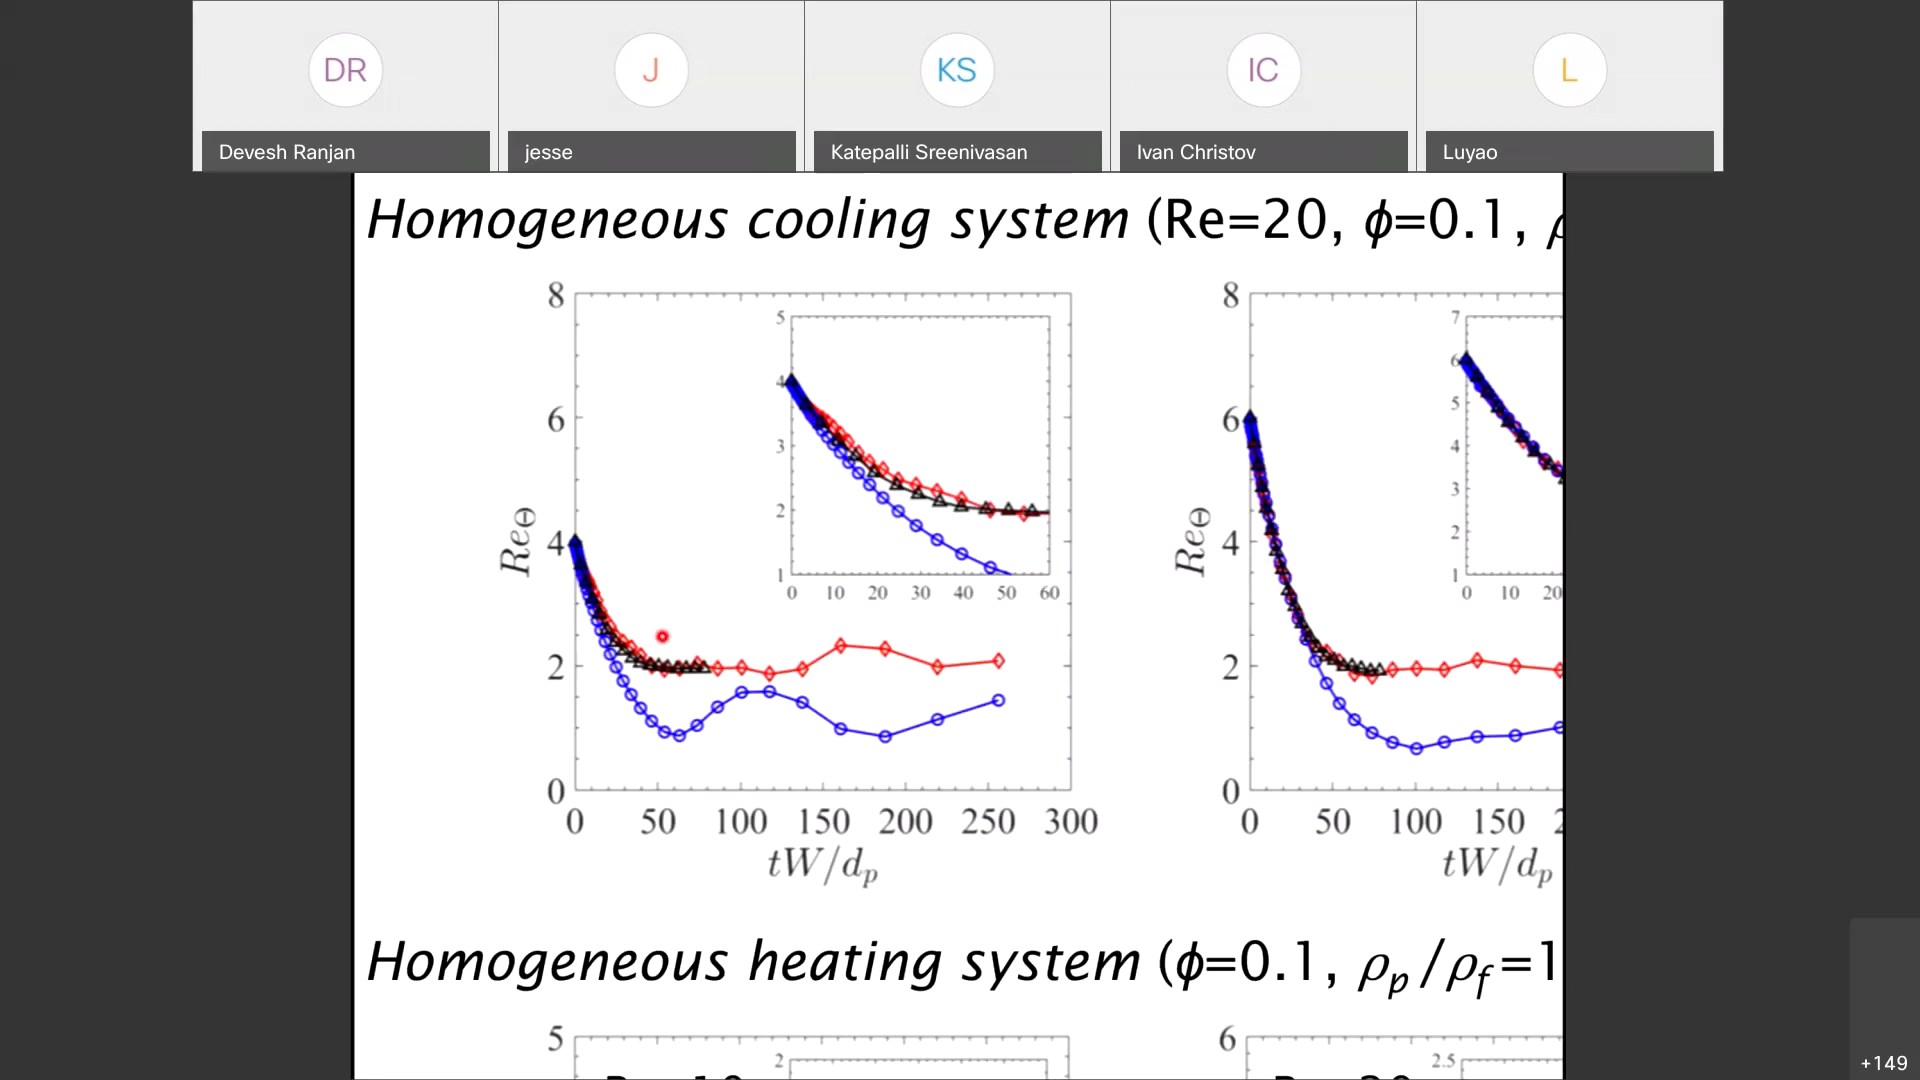 DR J KS IC L
Devesh Ranjan jesse Katepalli Sreenivasan Ivan Christov Luyao
Homogeneous cooling system (Re=20, ϕ=0.1,
8
6
4
2
0
0 50 100 150 200 250 300
Re_Θ
tW/d_p
5
4
3
2
1
0 10 20 30 40 50 60
8
6
4
2
0
0 50 100 150 2
Re_Θ
tW/d_p
7
6
5
4
3
2
1
0 10 20
Homogeneous heating system (ϕ=0.1, ρ_p/ρ_f=1
5
2
6
2.5
+149